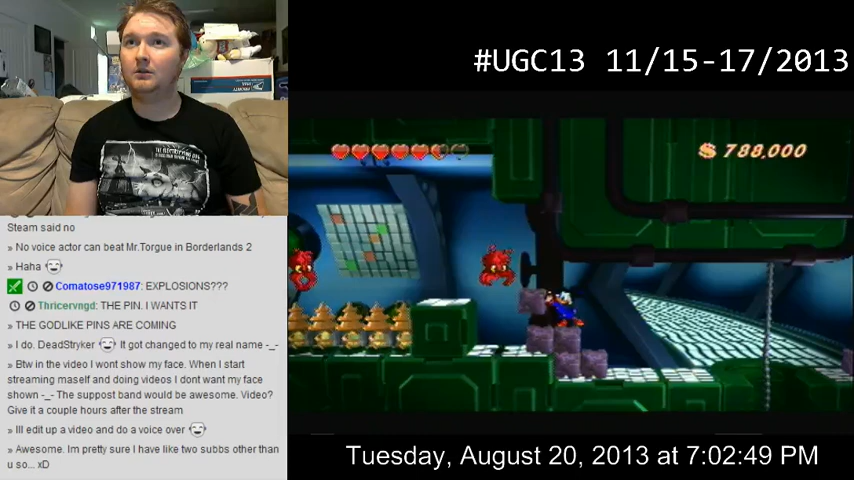 #UGC13 11/15-17/2013
$ 788,000
Steam said no
» No voice actor can beat Mr.Torgue in Borderlands 2
» Haha
Comatose971987: EXPLOSIONS???
Thricervngd: THE PIN. I WANTS IT
» THE GODLIKE PINS ARE COMING
» I do. DeadStryker It got changed to my real name -_-
» Btw in the video I wont show my face. When I start
streaming maself and doing videos I dont want my face
shown -_- The suppost band would be awesome. Video?
Give it a couple hours after the stream
» Ill edit up a video and do a voice over
» Awesome. Im pretty sure I have like two subbs other than
u so... xD
Tuesday, August 20, 2013 at 7:02:49 PM